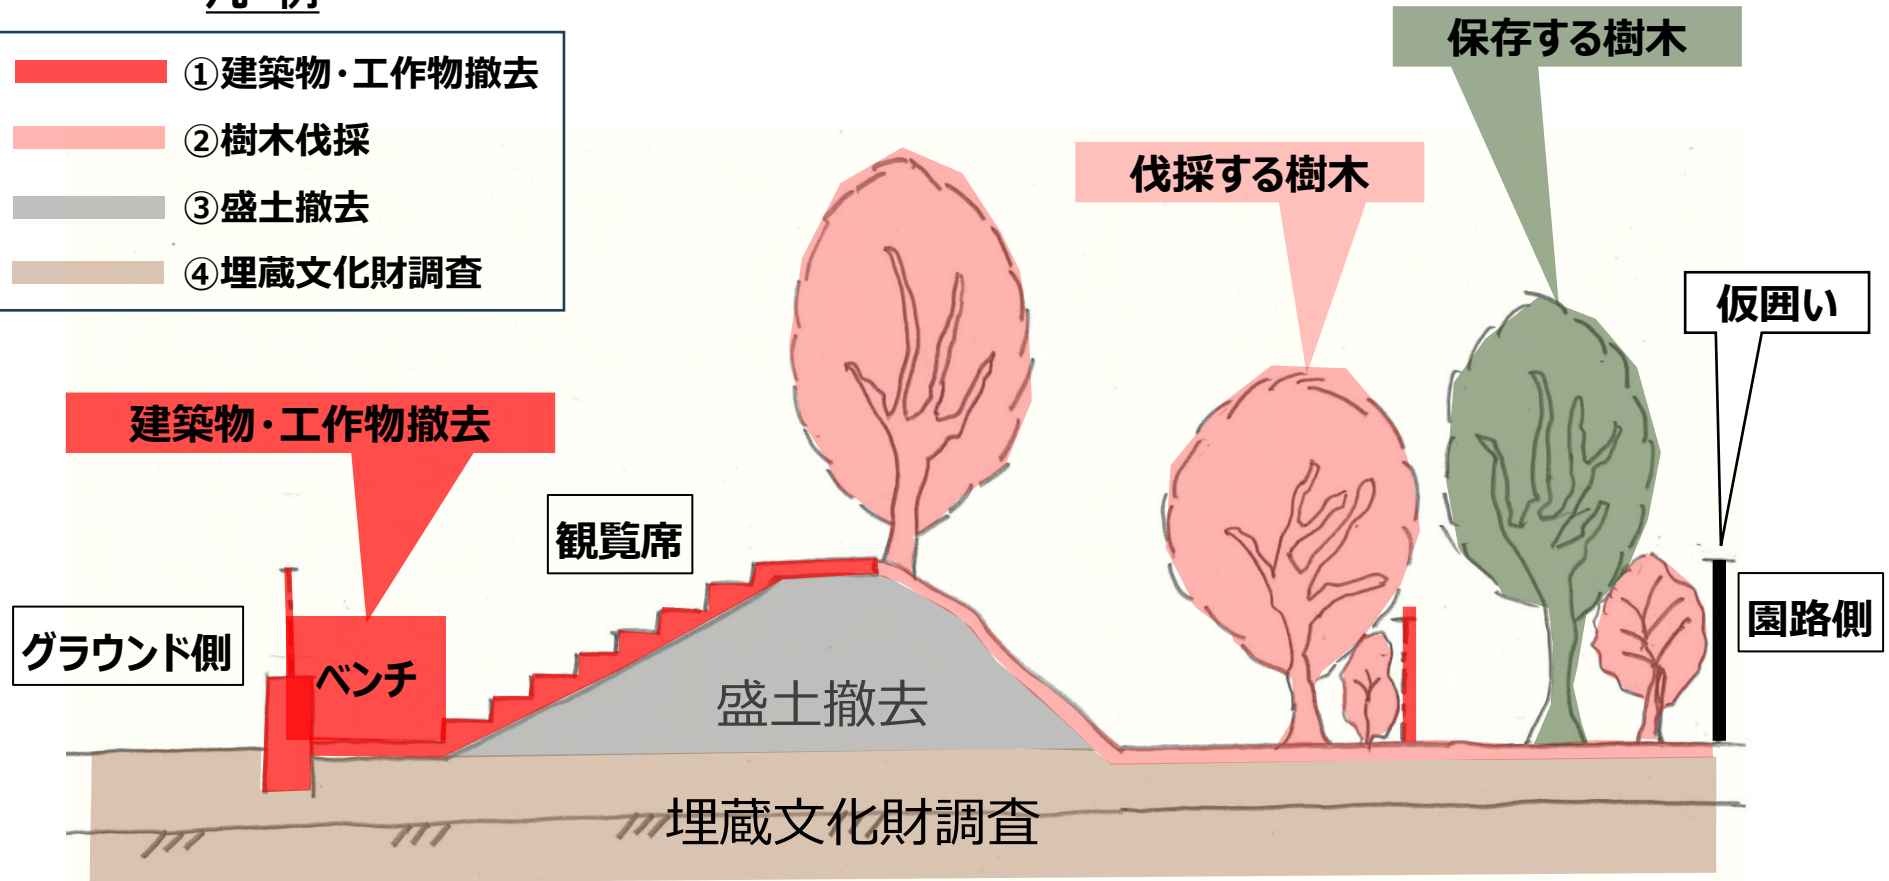 凡 例
①建築物・工作物撤去
②樹木伐採
③盛土撤去
④埋蔵文化財調査
保存する樹木
伐採する樹木
仮囲い
建築物・工作物撤去
観覧席
グラウンド側
ベンチ
園路側
盛土撤去
埋蔵文化財調査